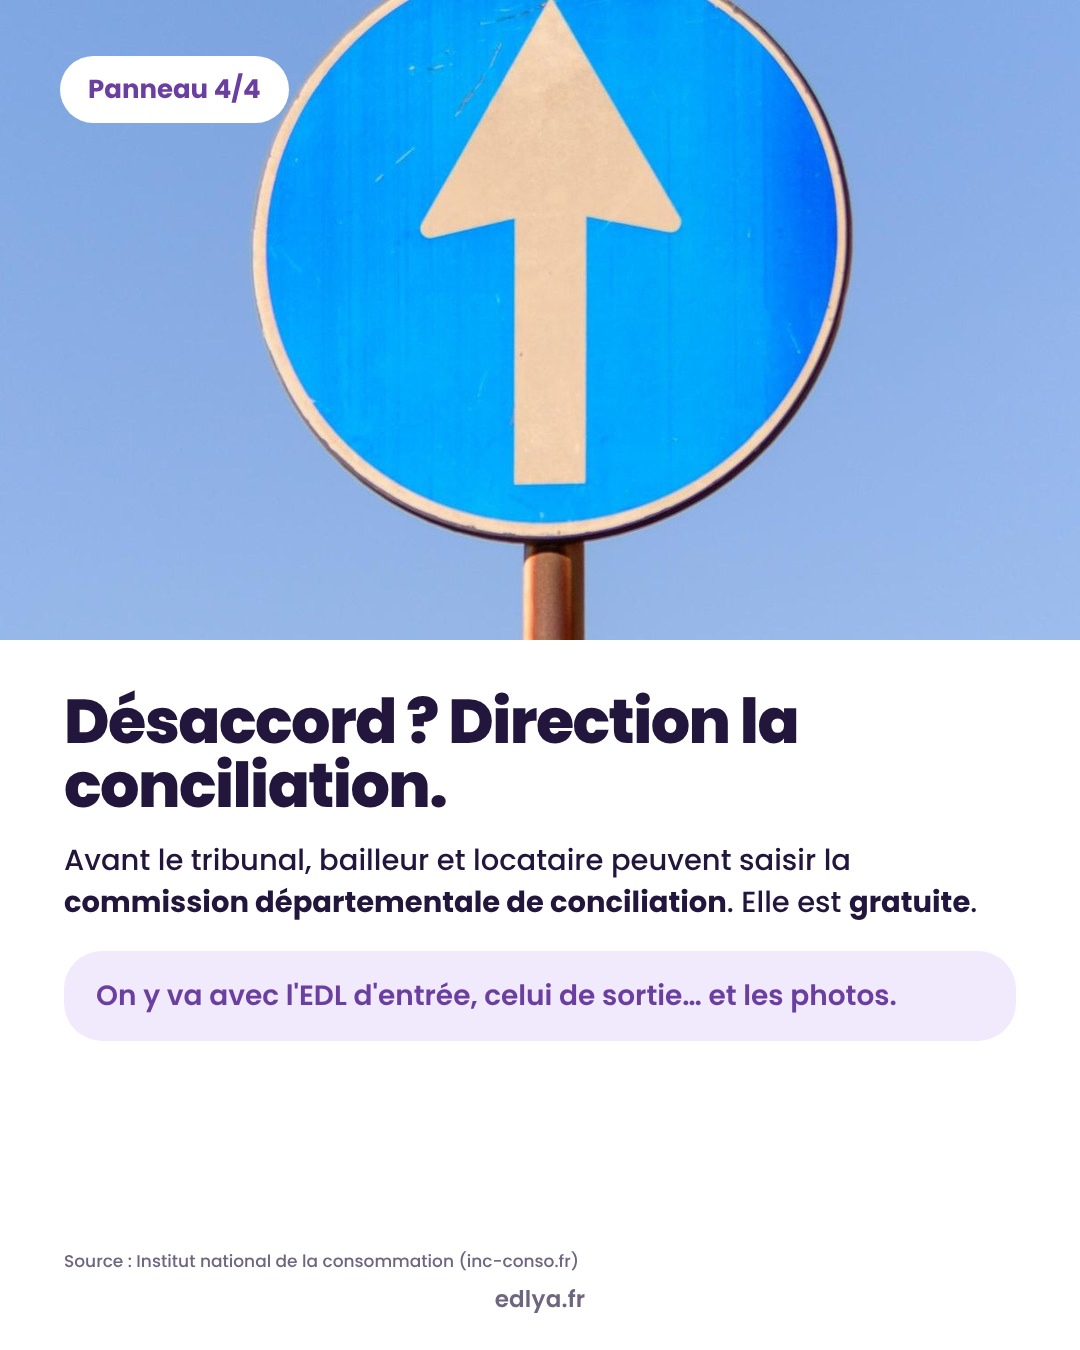 Panneau 4/4
Désaccord ? Direction la
conciliation.
Avant le tribunal, bailleur et locataire peuvent saisir la
commission départementale de conciliation. Elle est gratuite.
On y va avec l'EDL d'entrée, celui de sortie... et les photos.
Source : Institut national de la consommation (inc-conso.fr)
edlya.fr